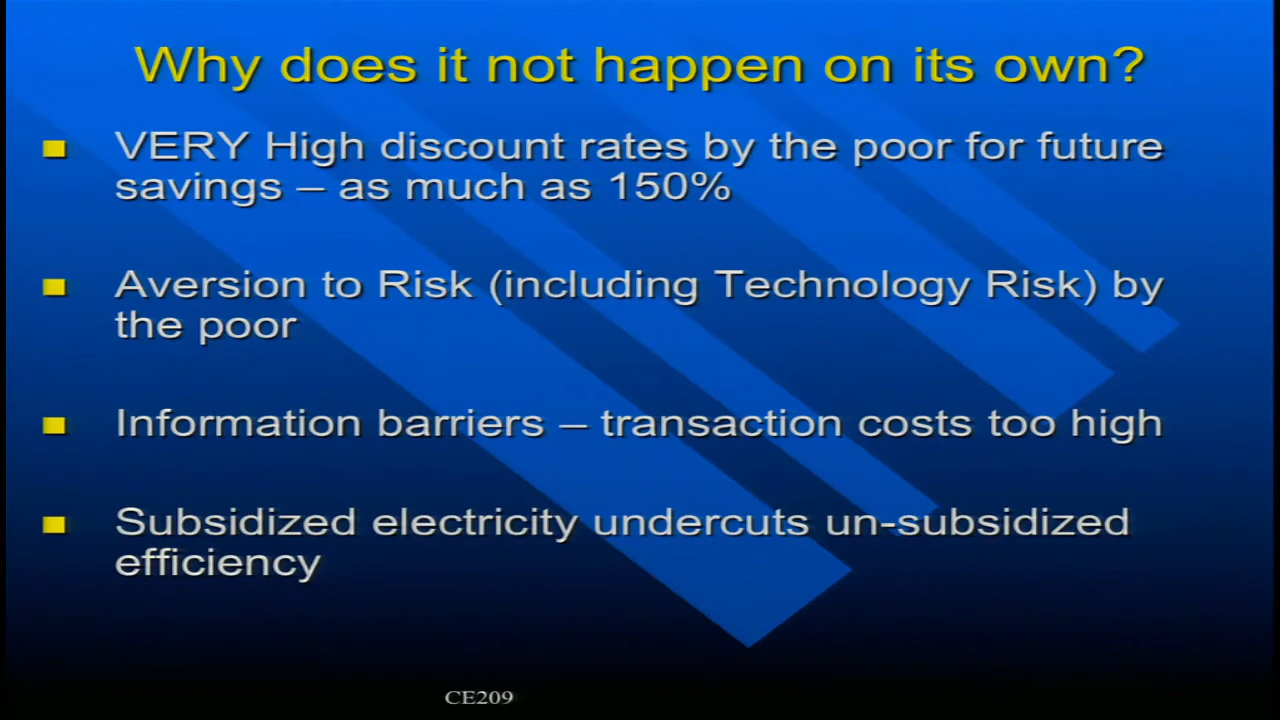 Why does it not happen on its own?
VERY High discount rates by the poor for future
savings – as much as 150%
Aversion to Risk (including Technology Risk) by
the poor
Information barriers – transaction costs too high
Subsidized electricity undercuts un-subsidized
efficiency
CE209